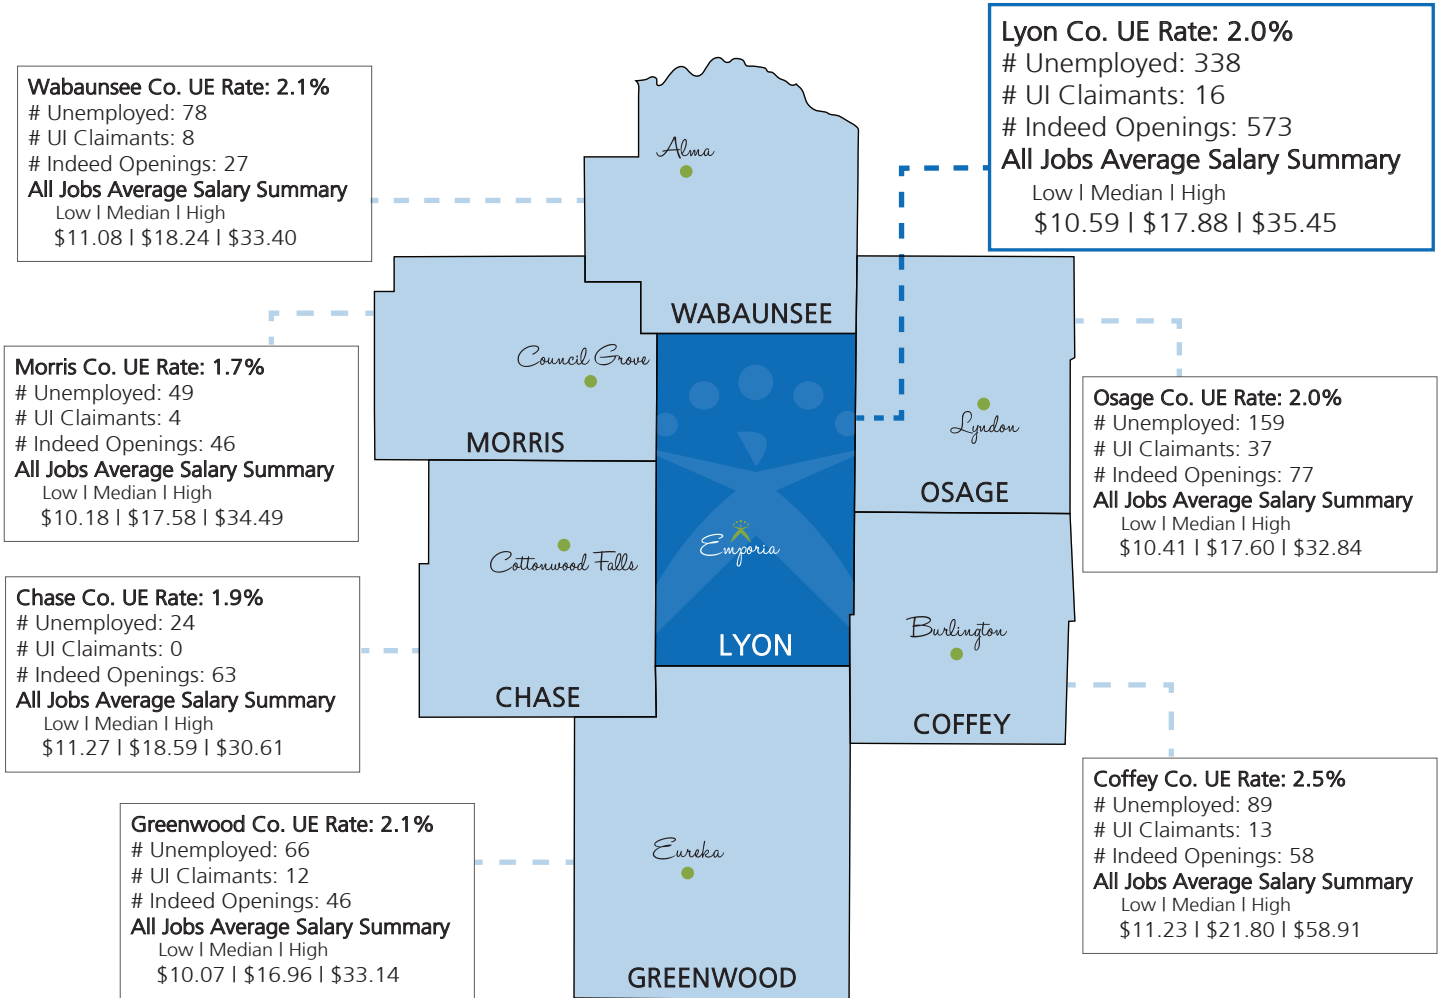 Lyon Co. UE Rate: 2.0%
# Unemployed: 338
# UI Claimants: 16
# Indeed Openings: 573
All Jobs Average Salary Summary
Low l Median l High
$10.59 l $17.88 l $35.45
Wabaunsee Co. UE Rate: 2.1%
# Unemployed: 78
# UI Claimants: 8
# Indeed Openings: 27
All Jobs Average Salary Summary
Low l Median l High
$11.08 l $18.24 l $33.40
Alma
WABAUNSEE
Morris Co. UE Rate: 1.7%
# Unemployed: 49
# UI Claimants: 4
# Indeed Openings: 46
All Jobs Average Salary Summary
Low l Median l High
$10.18 l $17.58 l $34.49
Council Grove
MORRIS
Lyndon
OSAGE
Osage Co. UE Rate: 2.0%
# Unemployed: 159
# UI Claimants: 37
# Indeed Openings: 77
All Jobs Average Salary Summary
Low l Median l High
$10.41 l $17.60 l $32.84
Chase Co. UE Rate: 1.9%
# Unemployed: 24
# UI Claimants: 0
# Indeed Openings: 63
All Jobs Average Salary Summary
Low l Median l High
$11.27 l $18.59 l $30.61
Cottonwood Falls
CHASE
Emporia
LYON
Burlington
COFFEY
Coffey Co. UE Rate: 2.5%
# Unemployed: 89
# UI Claimants: 13
# Indeed Openings: 58
All Jobs Average Salary Summary
Low l Median l High
$11.23 l $21.80 l $58.91
Greenwood Co. UE Rate: 2.1%
# Unemployed: 66
# UI Claimants: 12
# Indeed Openings: 46
All Jobs Average Salary Summary
Low l Median l High
$10.07 l $16.96 l $33.14
Eureka
GREENWOOD